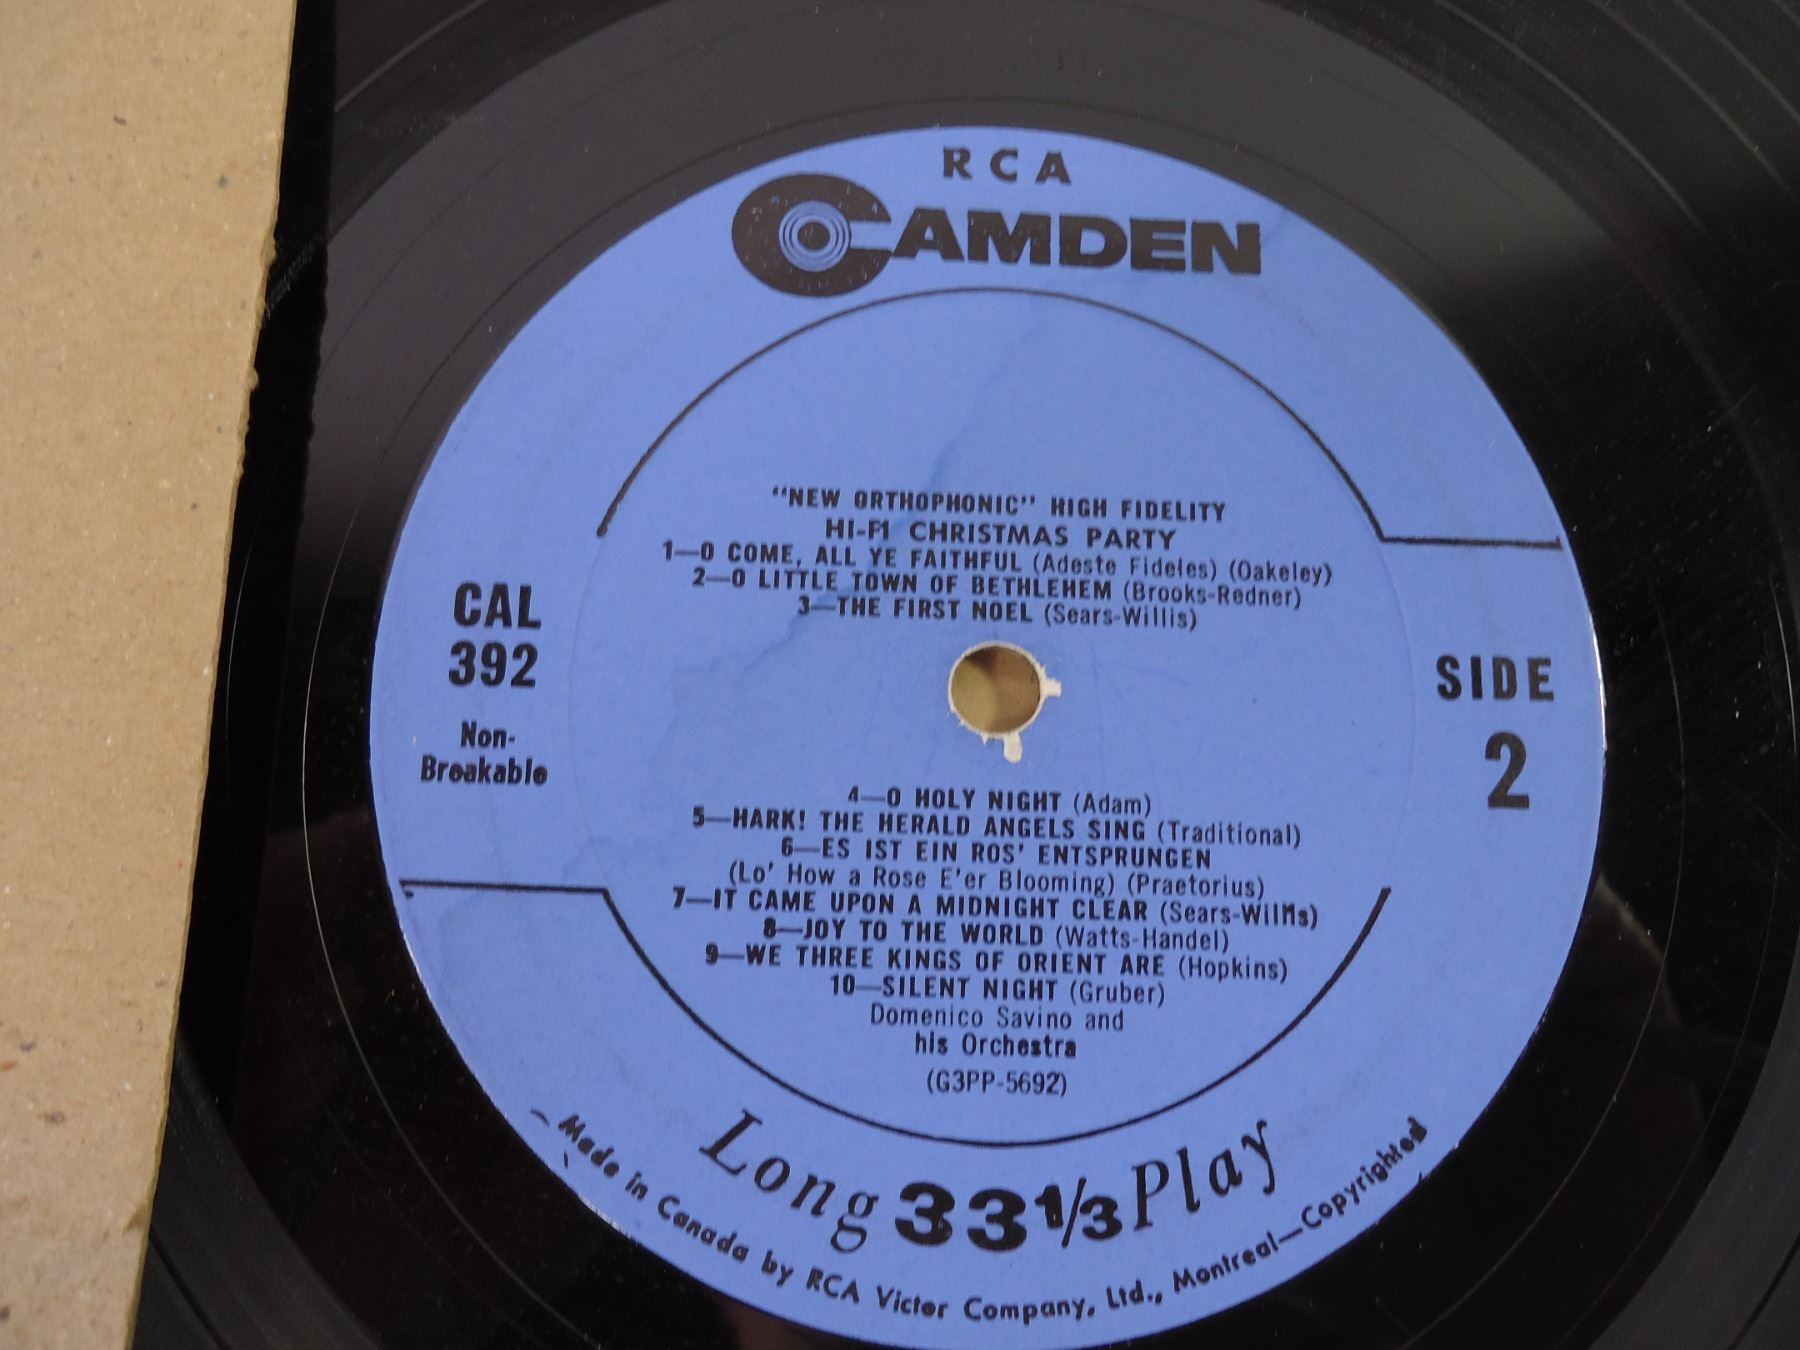 RCA
CAMDEN
"NEW ORTHOPHONIC" HIGH FIDELITY
HI-FI CHRISTMAS PARTY
1—O COME, ALL YE FAITHFUL (Adeste Fideles) (Oakeley)
2—O LITTLE TOWN OF BETHLEHEM (Brooks-Redner)
3—THE FIRST NOEL (Sears-Willis)
CAL
392
Non-
Breakable
SIDE
2
4—O HOLY NIGHT (Adam)
5—HARK! THE HERALD ANGELS SING (Traditional)
6—ES IST EIN ROS' ENTSPRUNGEN
(Lo' How a Rose E'er Blooming) (Praetorius)
7—IT CAME UPON A MIDNIGHT CLEAR (Sears-Willis)
8—JOY TO THE WORLD (Watts-Handel)
9—WE THREE KINGS OF ORIENT ARE (Hopkins)
10—SILENT NIGHT (Gruber)
Domenico Savino and
his Orchestra
(G3PP-5692)
Long 33 1/3 Play
Made in Canada by RCA Victor Company, Ltd., Montreal—Copyrighted